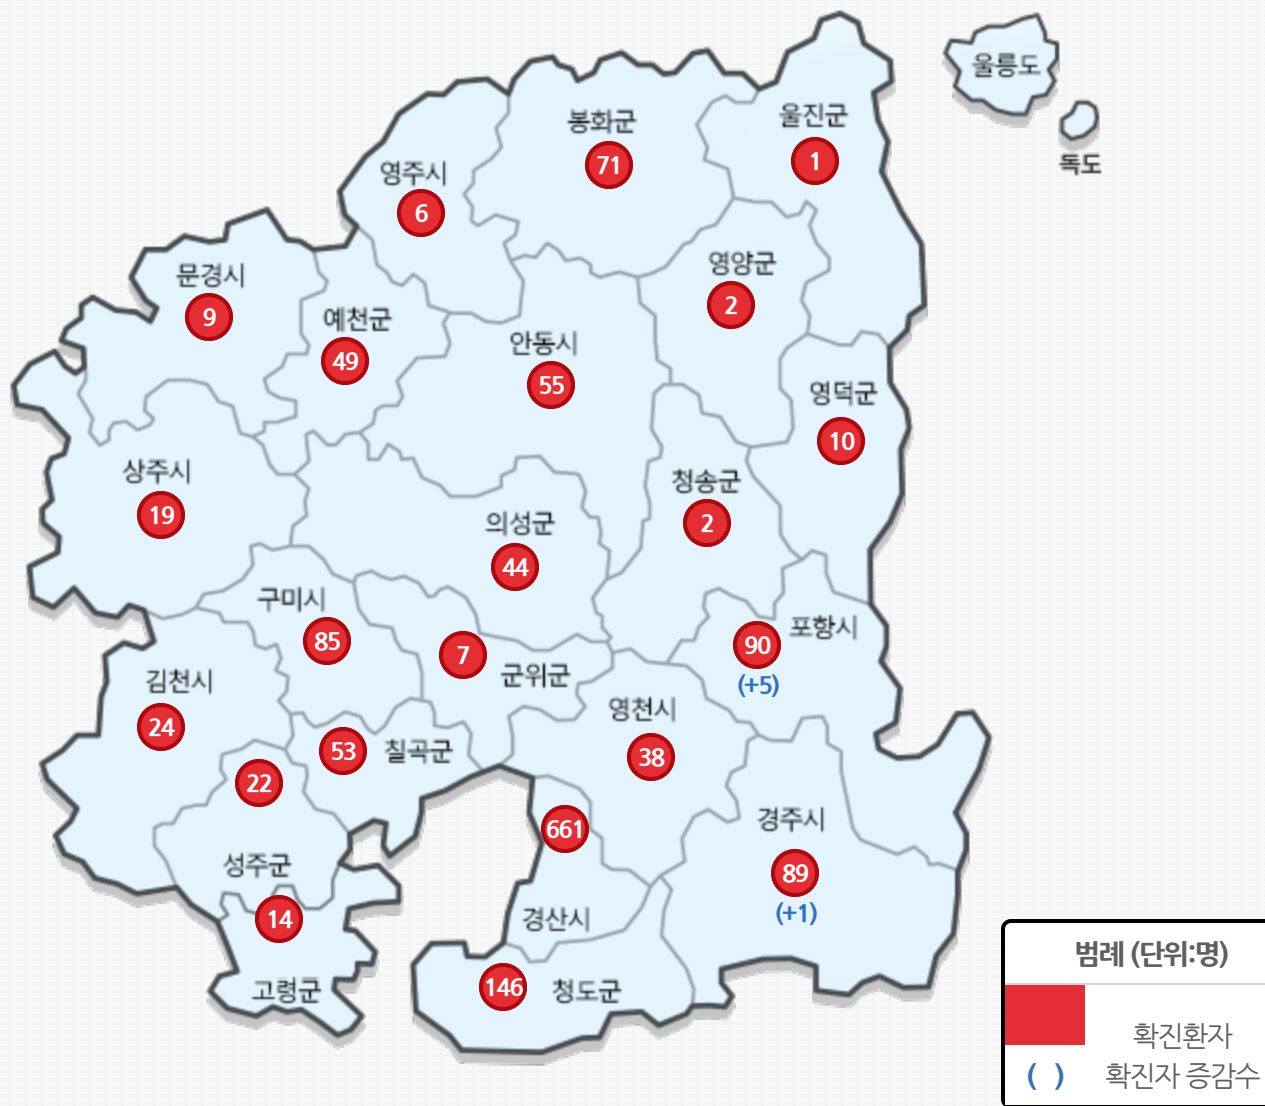 울릉도
독도
봉화군
71
울진군
1
영주시
6
영양군
2
문경시
9
예천군
49
안동시
55
영덕군
10
상주시
19
청송군
2
의성군
44
구미시
85
포항시
90
(+5)
7
군위군
김천시
24
영천시
38
53
칠곡군
22
성주군
661
경산시
경주시
89
(+1)
14
고령군
146
청도군
범례 (단위:명)
확진환자
( ) 확진자 증감수